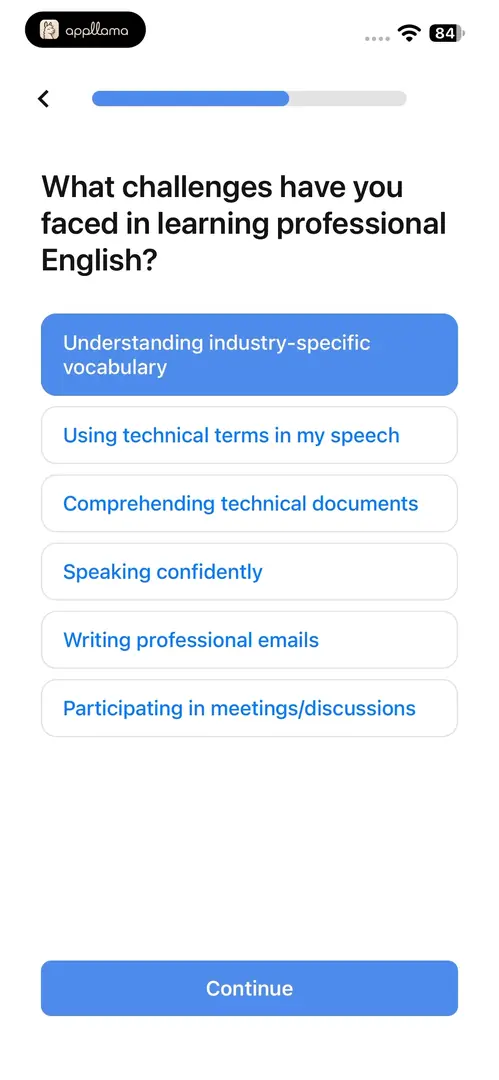 appllama
84
What challenges have you
faced in learning professional
English?
Understanding industry-specific
vocabulary
Using technical terms in my speech
Comprehending technical documents
Speaking confidently
Writing professional emails
Participating in meetings/discussions
Continue